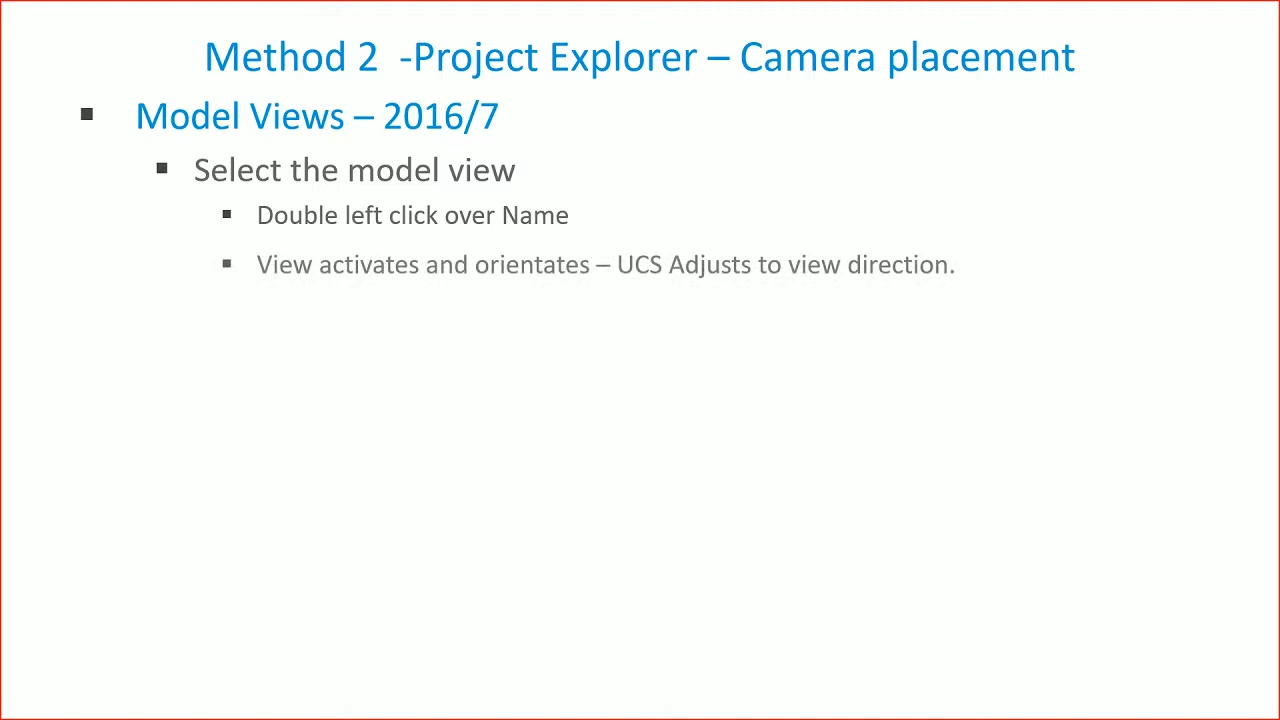 Method 2  -Project Explorer – Camera placement
▪ Model Views – 2016/7
▪ Select the model view
▪ Double left click over Name
▪ View activates and orientates – UCS Adjusts to view direction.